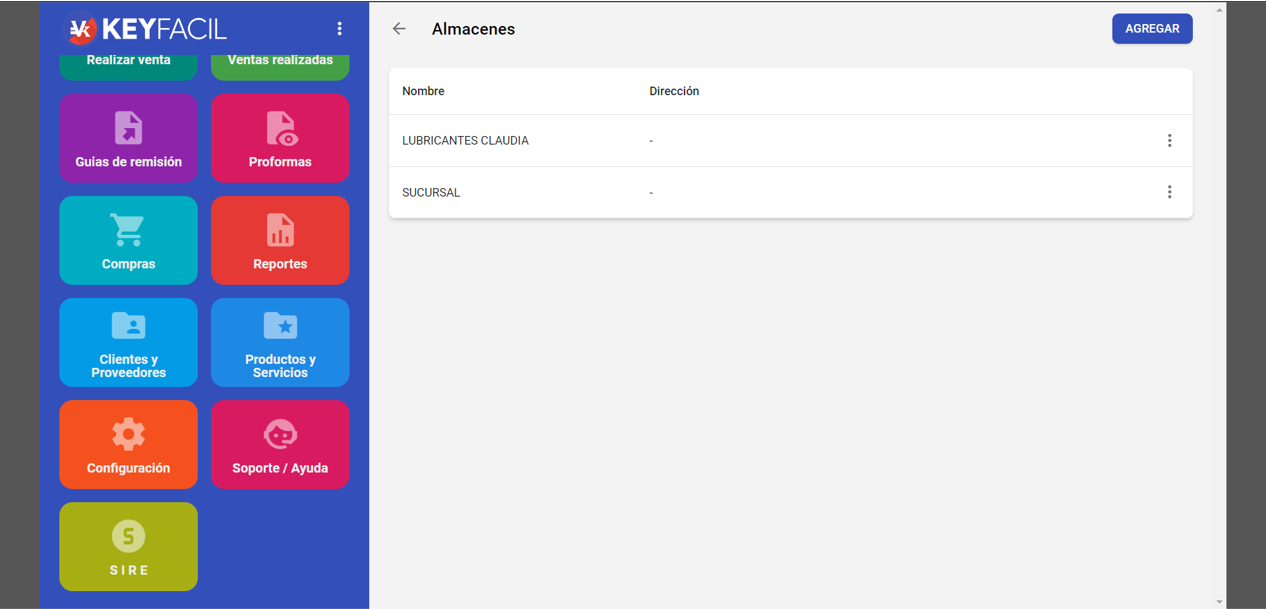 KEYFACIL
Realizar venta
Ventas realizadas
Guias de remisión
Proformas
Compras
Reportes
Clientes y
Proveedores
Productos y
Servicios
Configuración
Soporte / Ayuda
S
SIRE
Almacenes
AGREGAR
Nombre Dirección
LUBRICANTES CLAUDIA -
SUCURSAL -